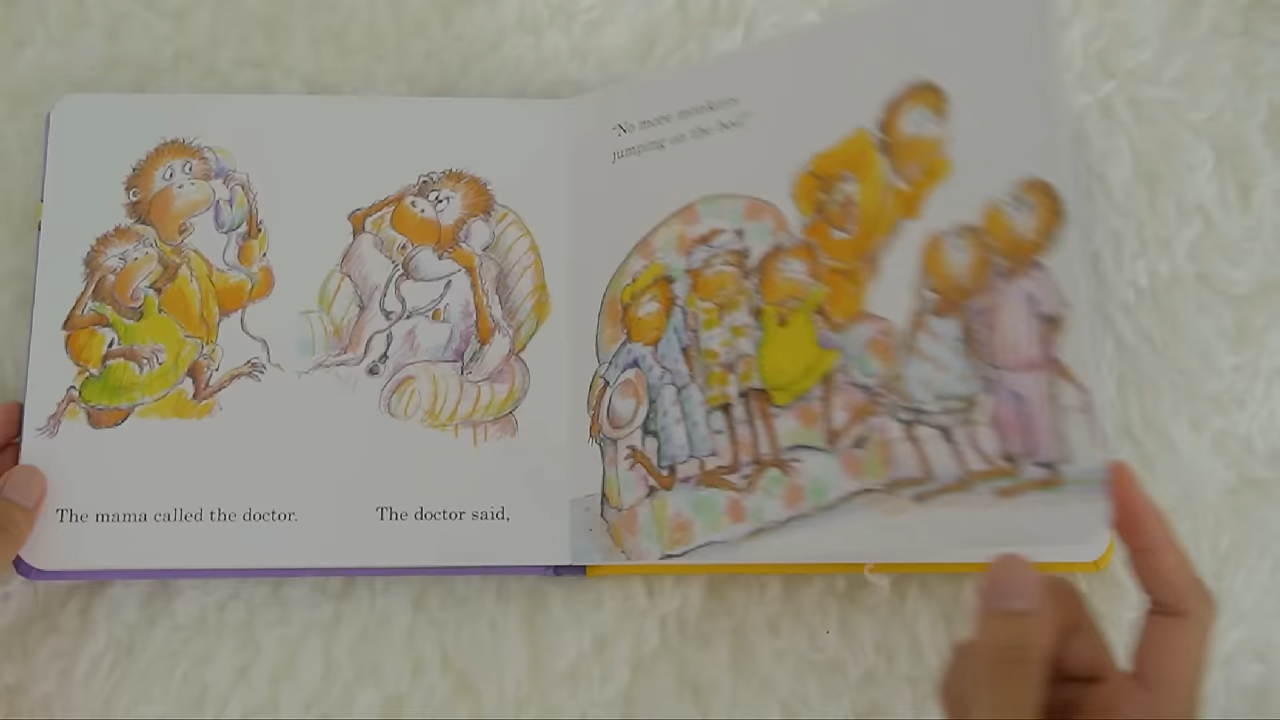 The mama called the doctor.
The doctor said,
"No more monkeys
jumping on the bed!"